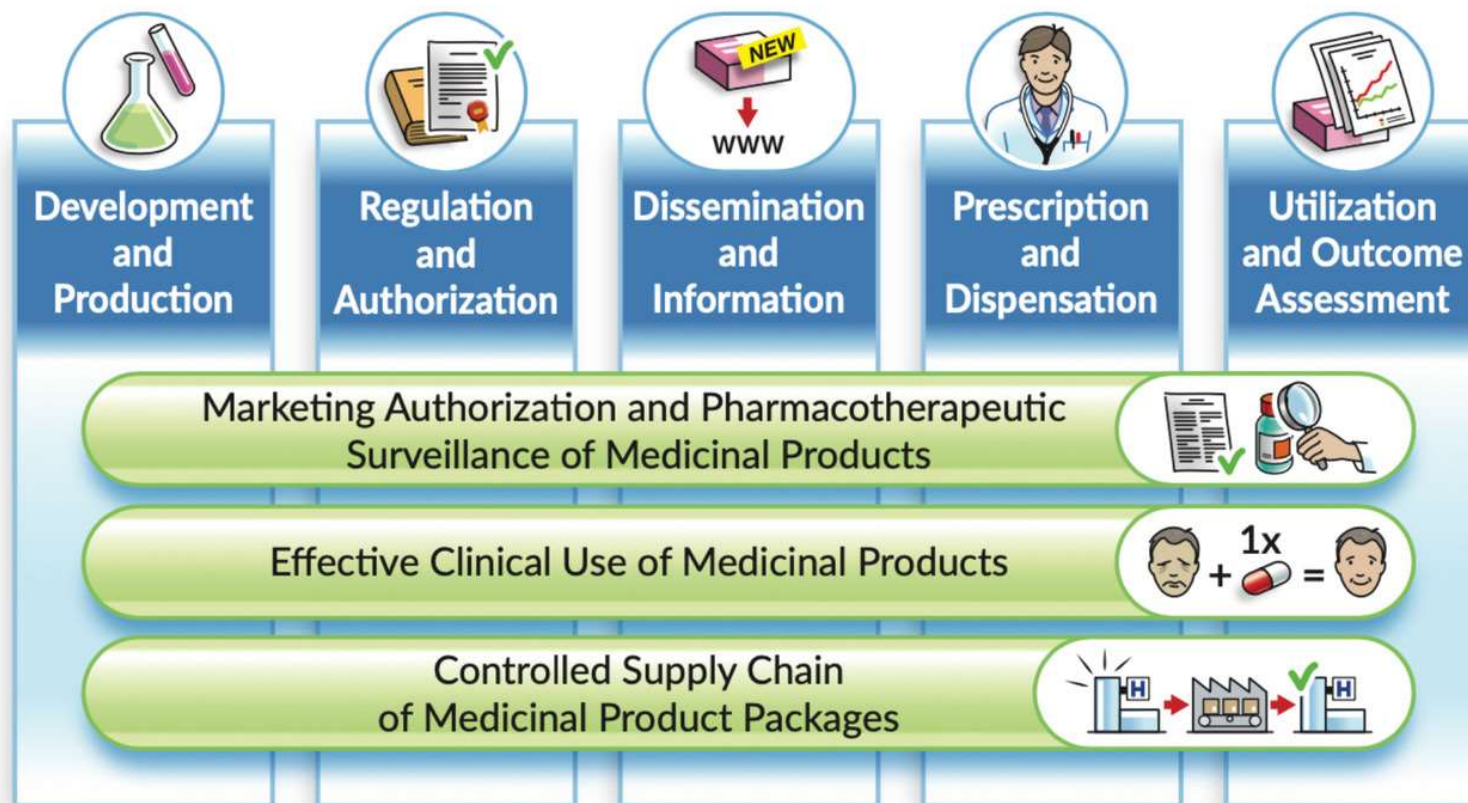 NEW
WWW
Development
and
Production
Regulation
and
Authorization
Dissemination
and
Information
Prescription
and
Dispensation
Utilization
and Outcome
Assessment
Marketing Authorization and Pharmacotherapeutic
Surveillance of Medicinal Products
Effective Clinical Use of Medicinal Products
1x
+ =
Controlled Supply Chain
of Medicinal Product Packages
H
H